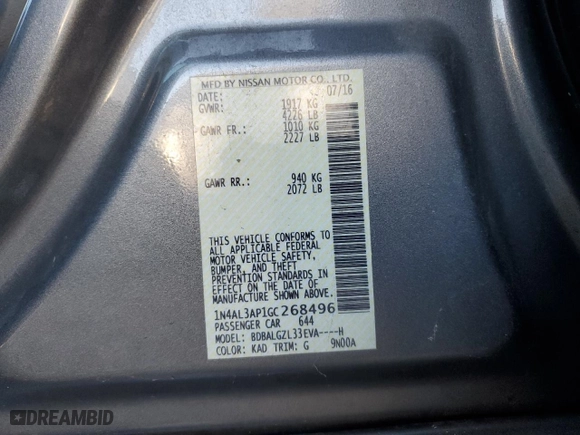 MFD BY NISSAN MOTOR CO., LTD.
DATE: 07/16
GVWR: 1917 KG
4226 LB
GAWR FR.: 1010 KG
2227 LB
GAWR RR.: 940 KG
2072 LB
THIS VEHICLE CONFORMS TO
ALL APPLICABLE FEDERAL
MOTOR VEHICLE SAFETY,
BUMPER, AND THEFT
PREVENTION STANDARDS IN
EFFECT ON THE DATE OF
MANUFACTURE SHOWN ABOVE.
1N4AL3AP1GC268496
PASSENGER CAR 644
MODEL: BDBALGZL33EVA----H
COLOR: KAD TRIM: G 9N00A
DREAMBID